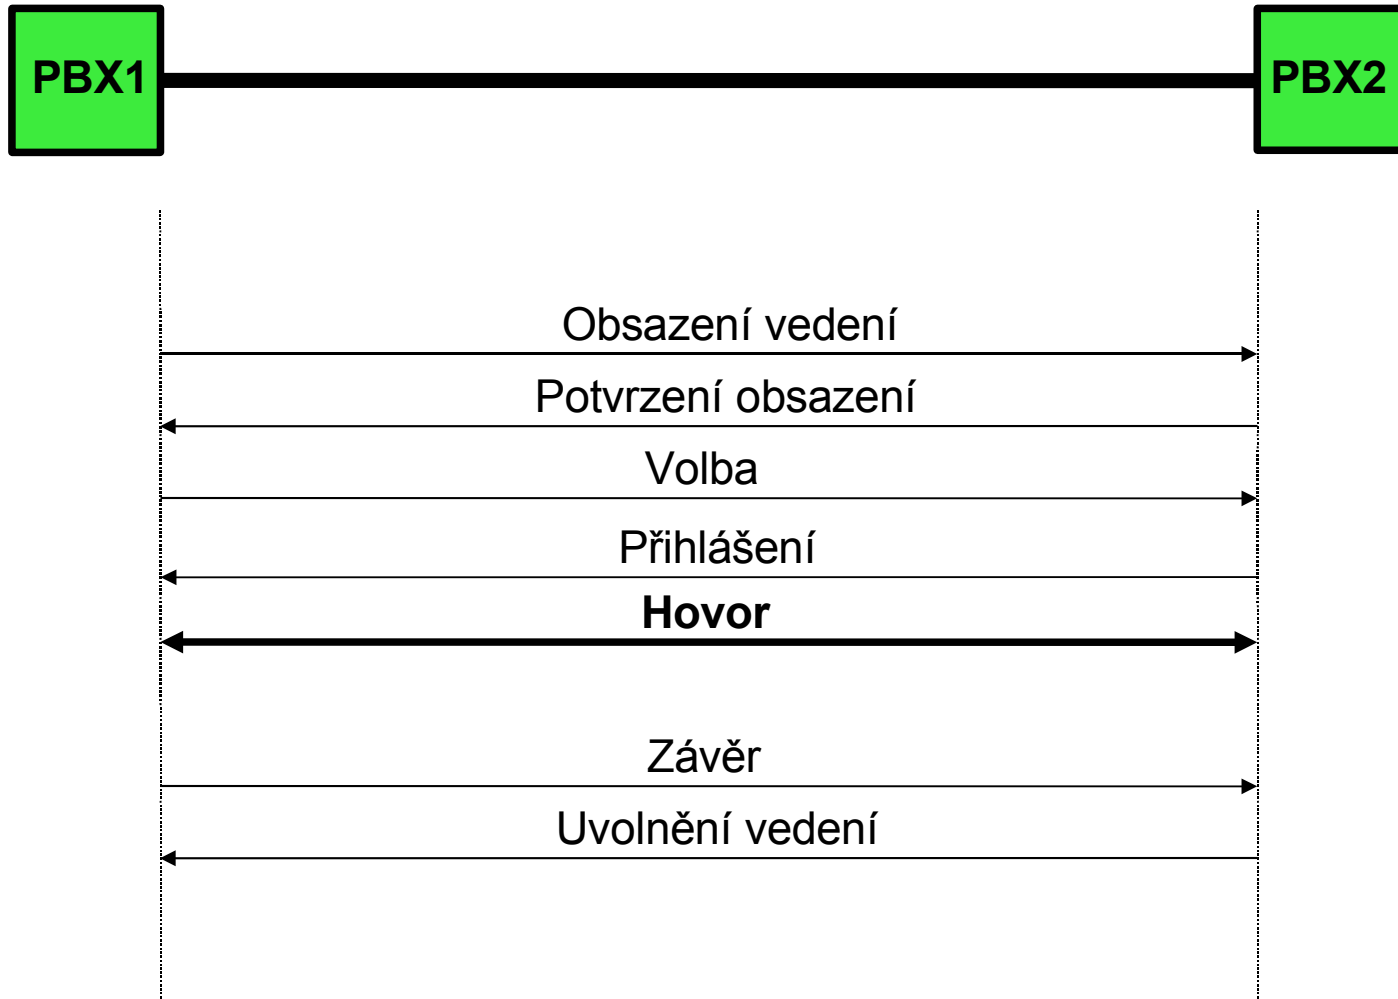 PBX1
PBX2
Obsazení vedení
Potvrzení obsazení
Volba
Přihlášení
Hovor
Závěr
Uvolnění vedení